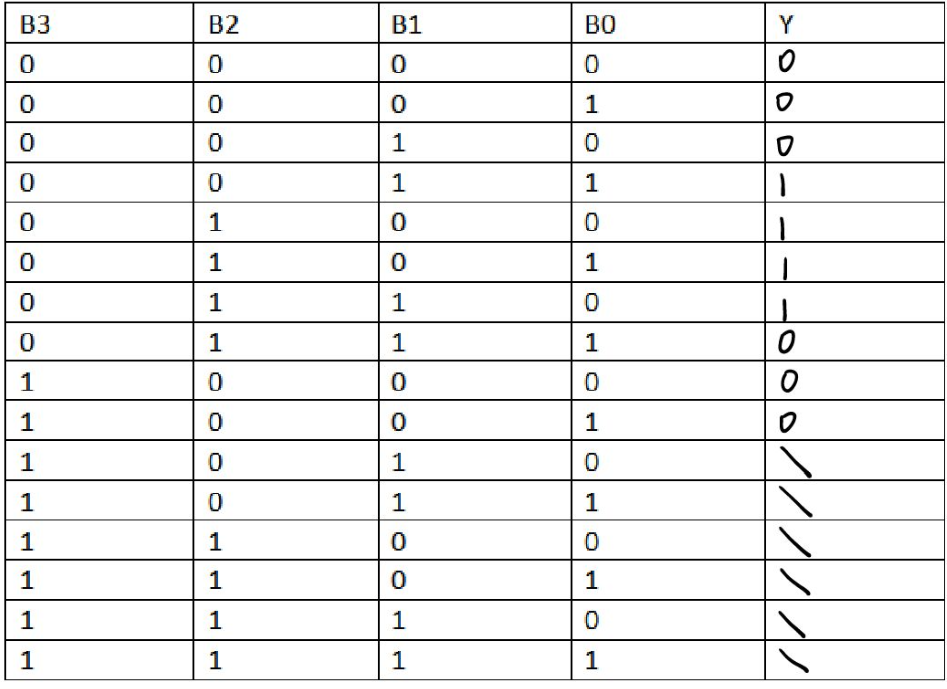 B3 B2 B1 B0 Y
0 0 0 0 0
0 0 0 1 0
0 0 1 0 0
0 0 1 1 1
0 1 0 0 1
0 1 0 1 1
0 1 1 0 1
0 1 1 1 0
1 0 0 0 0
1 0 0 1 0
1 0 1 0 \
1 0 1 1 \
1 1 0 0 \
1 1 0 1 \
1 1 1 0 \
1 1 1 1 \